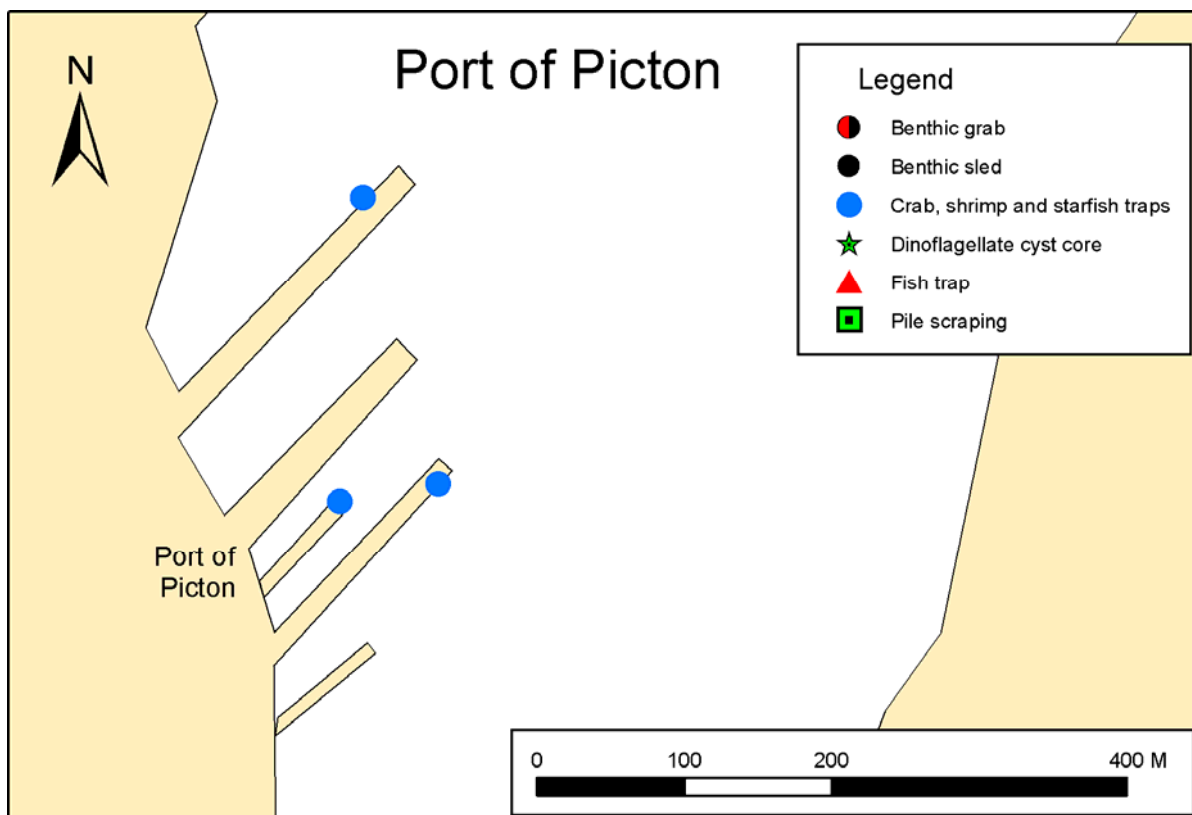 Port of Picton
N
Legend
Benthic grab
Benthic sled
Crab, shrimp and starfish traps
Dinoflagellate cyst core
Fish trap
Pile scraping
Port of
Picton
0 100 200 400 M